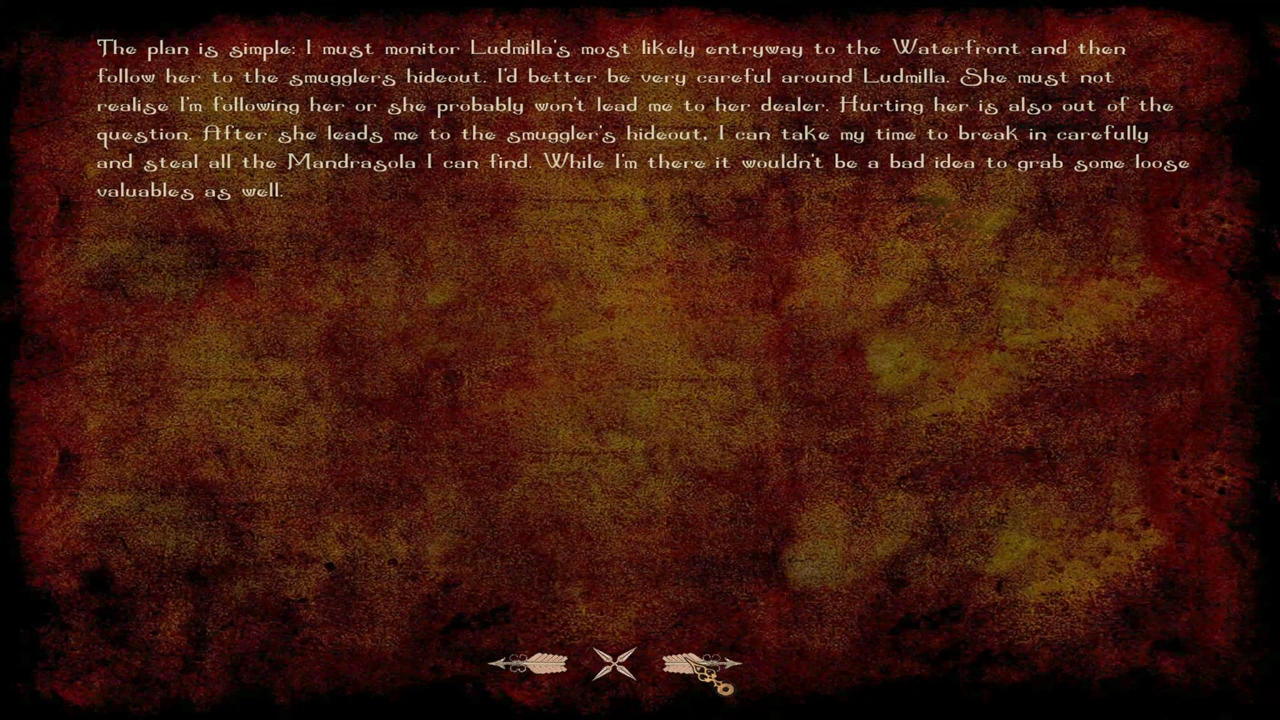 The plan is simple: I must monitor Ludmilla's most likely entryway to the Waterfront and then
follow her to the smugglers hideout. I'd better be very careful around Ludmilla. She must not
realise I'm following her or she probably won't lead me to her dealer. Hurting her is also out of the
question. After she leads me to the smuggler's hideout, I can take my time to break in carefully
and steal all the Mandrasola I can find. While I'm there it wouldn't be a bad idea to grab some loose
valuables as well.